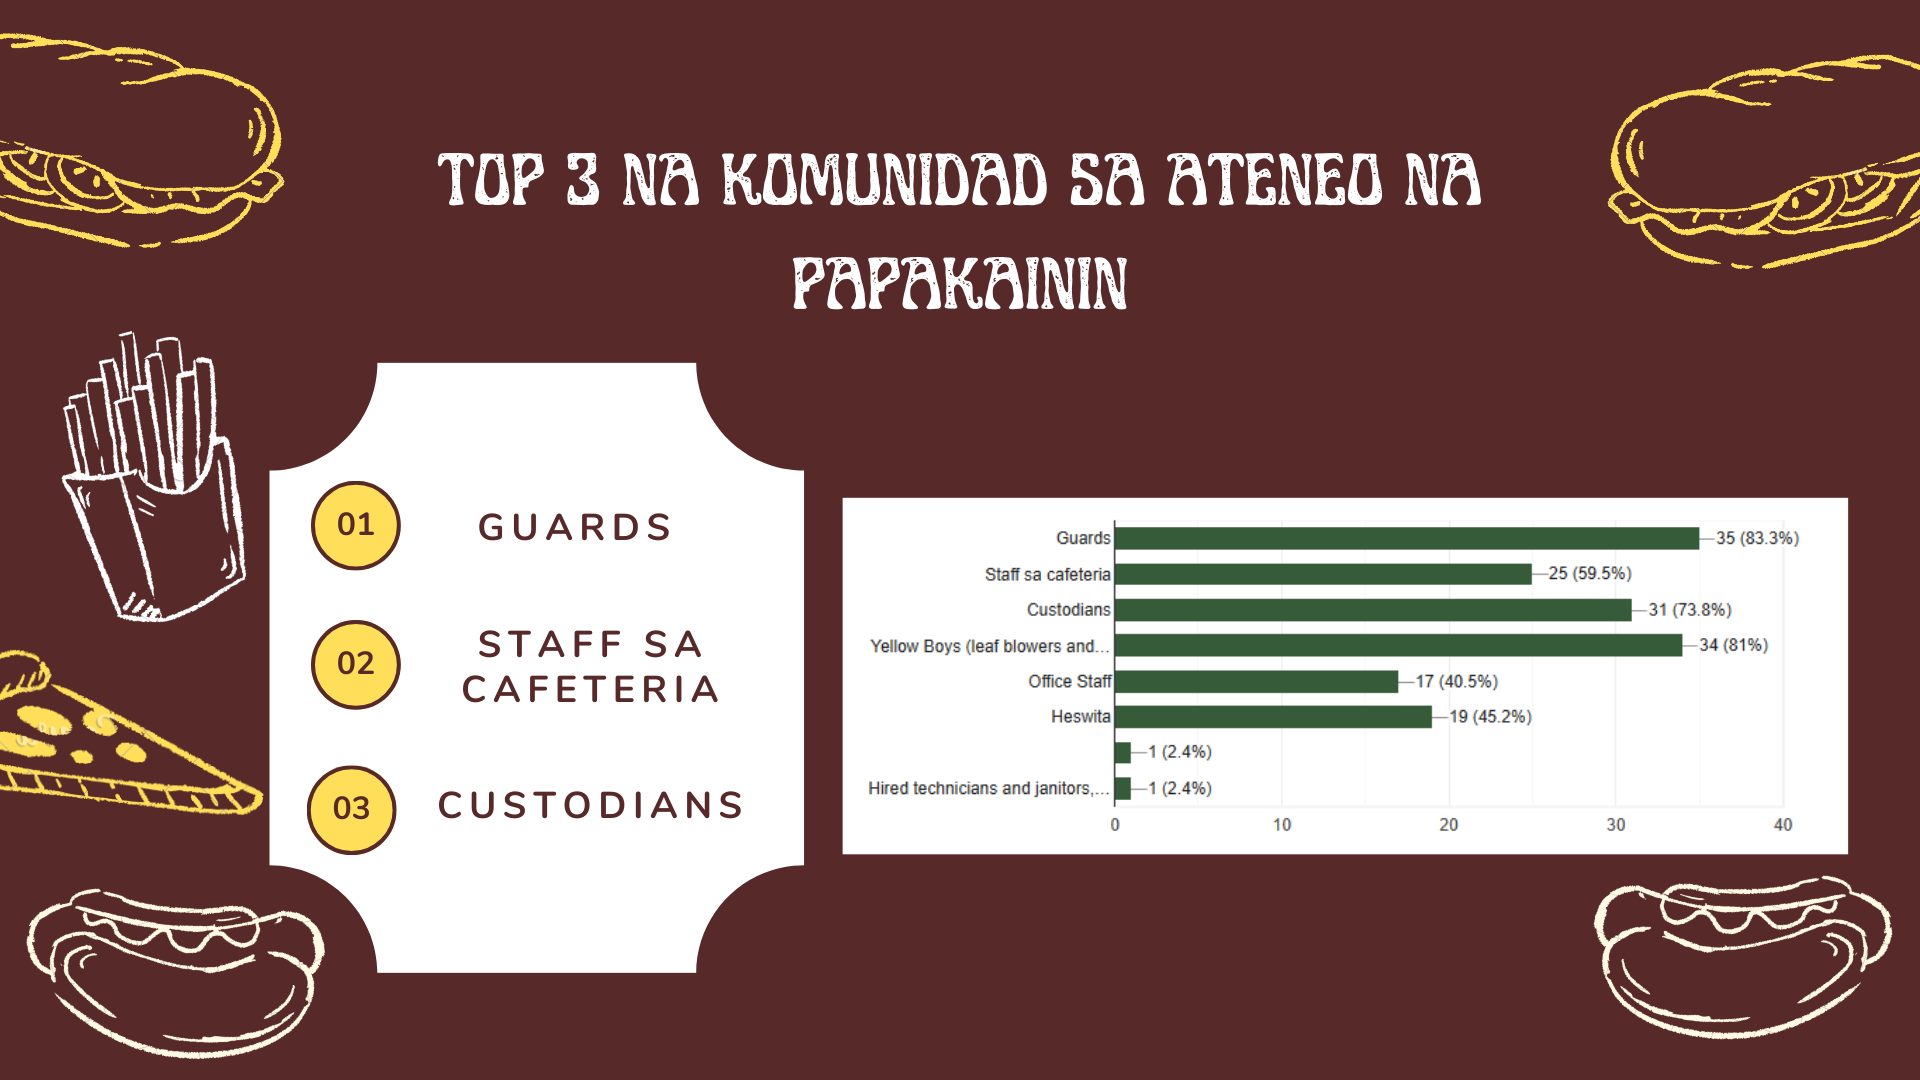 TOP 3 NA KOMUNIDAD SA ATENEO NA
PAPAKAININ
01
GUARDS
02
STAFF SA
CAFETERIA
03
CUSTODIANS
Guards
35 (83.3%)
Staff sa cafeteria
25 (59.5%)
Custodians
31 (73.8%)
Yellow Boys (leaf blowers and...
34 (81%)
Office Staff
17 (40.5%)
Heswita
19 (45.2%)
1 (2.4%)
Hired technicians and janitors,...
1 (2.4%)
0
10
20
30
40